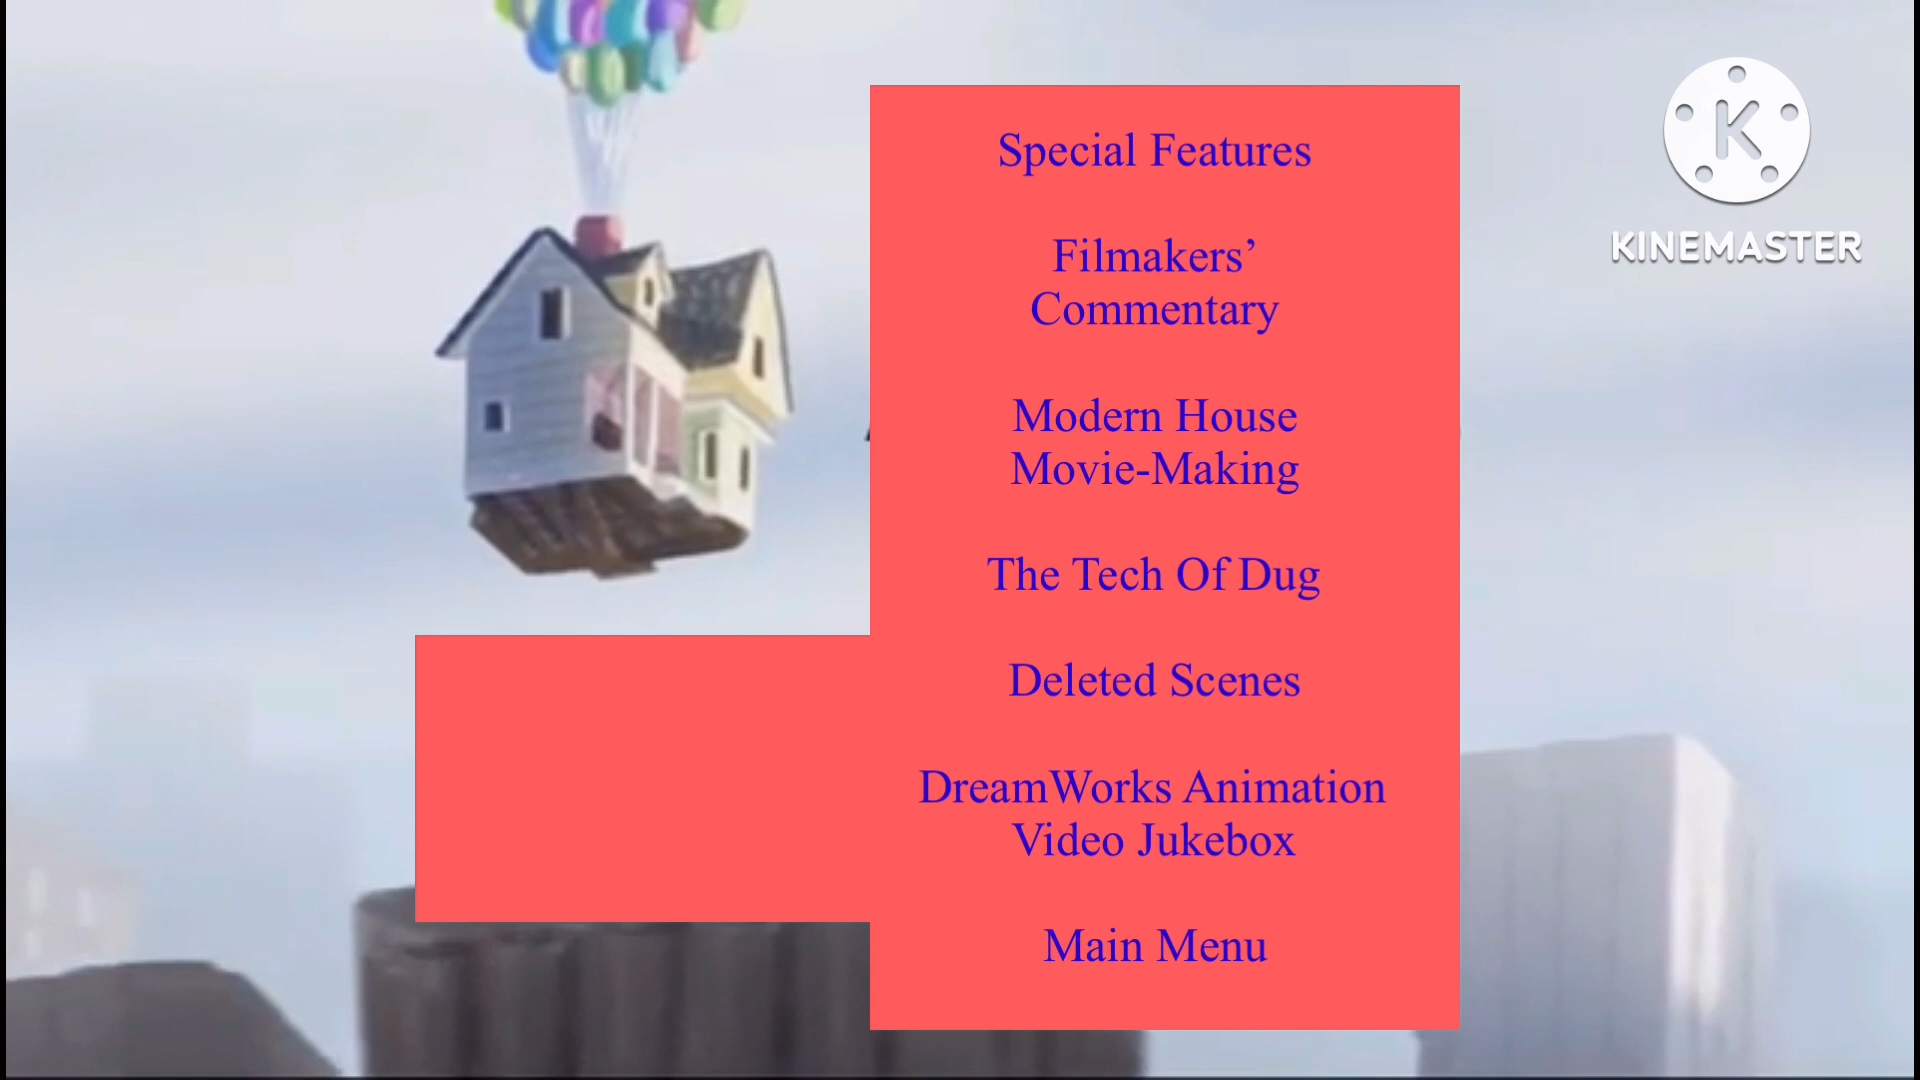 Special Features
Filmakers’
Commentary
Modern House
Movie-Making
The Tech Of Dug
Deleted Scenes
DreamWorks Animation
Video Jukebox
Main Menu
K
KINEMASTER